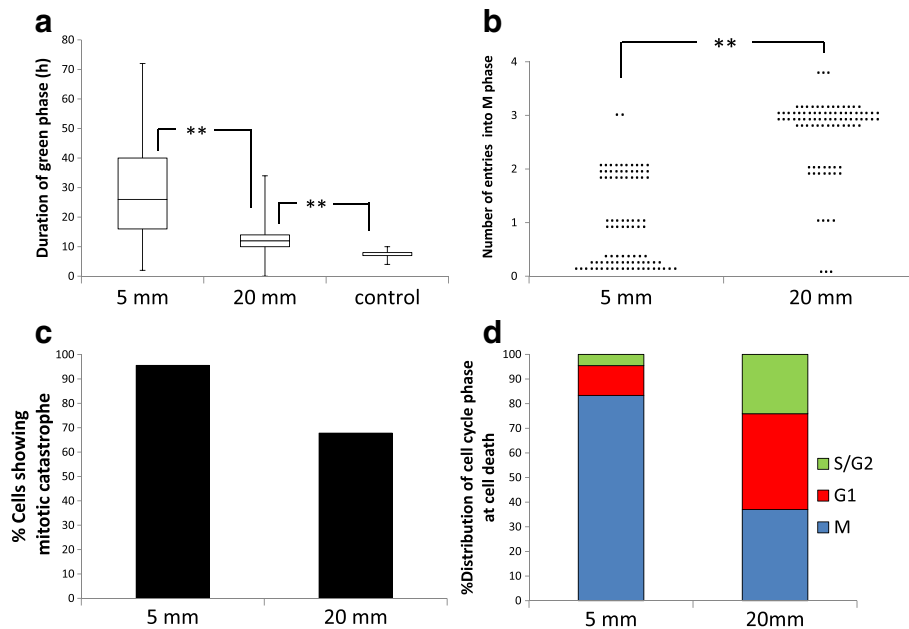 a
Duration of green phase (h)
80
70
60
50
40
30
20
10
0
**
**
5 mm
20 mm
control
b
Number of entries into M phase
4
3
2
1
0
**
5 mm
20 mm
c
% Cells showing
mitotic catastrophe
100
90
80
70
60
50
40
30
20
10
0
5 mm
20 mm
d
%Distribution of cell cycle phase
at cell death
100
90
80
70
60
50
40
30
20
10
0
5 mm
20mm
S/G2
G1
M